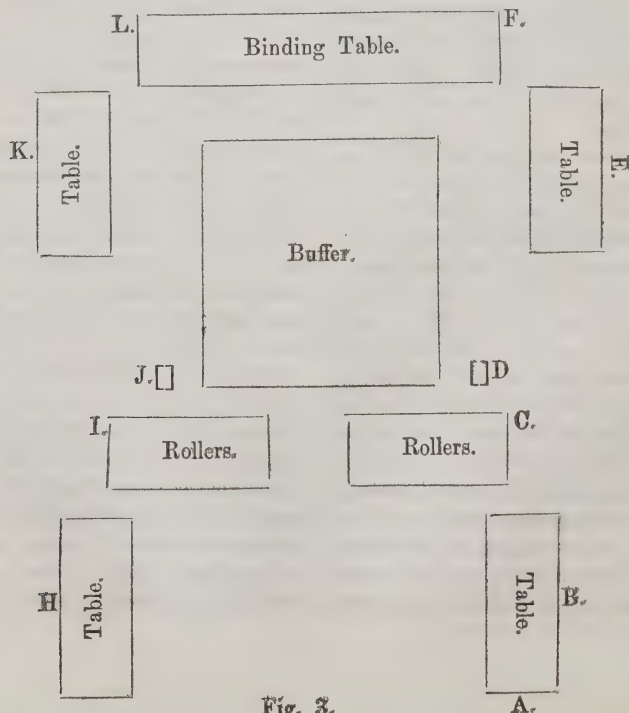 L. F.
Binding Table.
K. Table. Table. E.
Buffer.
J.[] []D
I. Rollers. Rollers. C.
H Table. Table. B.
Fig. 3. A.